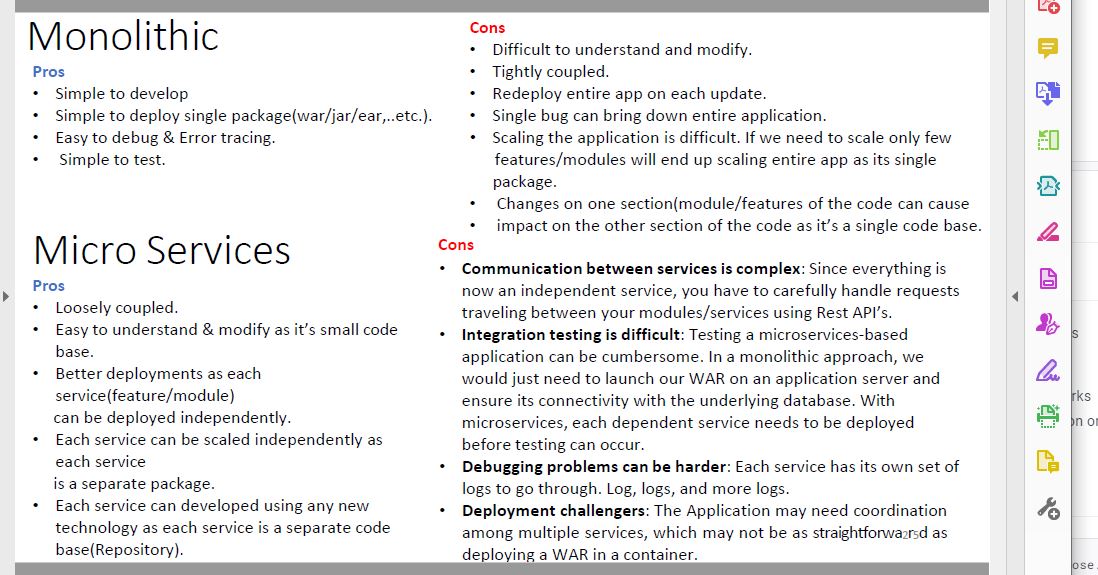 Monolithic
Pros
• Simple to develop
• Simple to deploy single package(war/jar/ear,..etc.).
• Easy to debug & Error tracing.
• Simple to test.
Cons
• Difficult to understand and modify.
• Tightly coupled.
• Redeploy entire app on each update.
• Single bug can bring down entire application.
• Scaling the application is difficult. If we need to scale only few
features/modules will end up scaling entire app as its single
package.
• Changes on one section(module/features of the code can cause
• impact on the other section of the code as it’s a single code base.
Micro Services
Pros
• Loosely coupled.
• Easy to understand & modify as it’s small code
base.
• Better deployments as each
service(feature/module)
can be deployed independently.
• Each service can be scaled independently as
each service
is a separate package.
• Each service can developed using any new
technology as each service is a separate code
base(Repository).
Cons
• Communication between services is complex: Since everything is
now an independent service, you have to carefully handle requests
traveling between your modules/services using Rest API’s.
• Integration testing is difficult: Testing a microservices-based
application can be cumbersome. In a monolithic approach, we
would just need to launch our WAR on an application server and
ensure its connectivity with the underlying database. With
microservices, each dependent service needs to be deployed
before testing can occur.
• Debugging problems can be harder: Each service has its own set of
logs to go through. Log, logs, and more logs.
• Deployment challengers: The Application may need coordination
among multiple services, which may not be as straightforward as
deploying a WAR in a container.
25